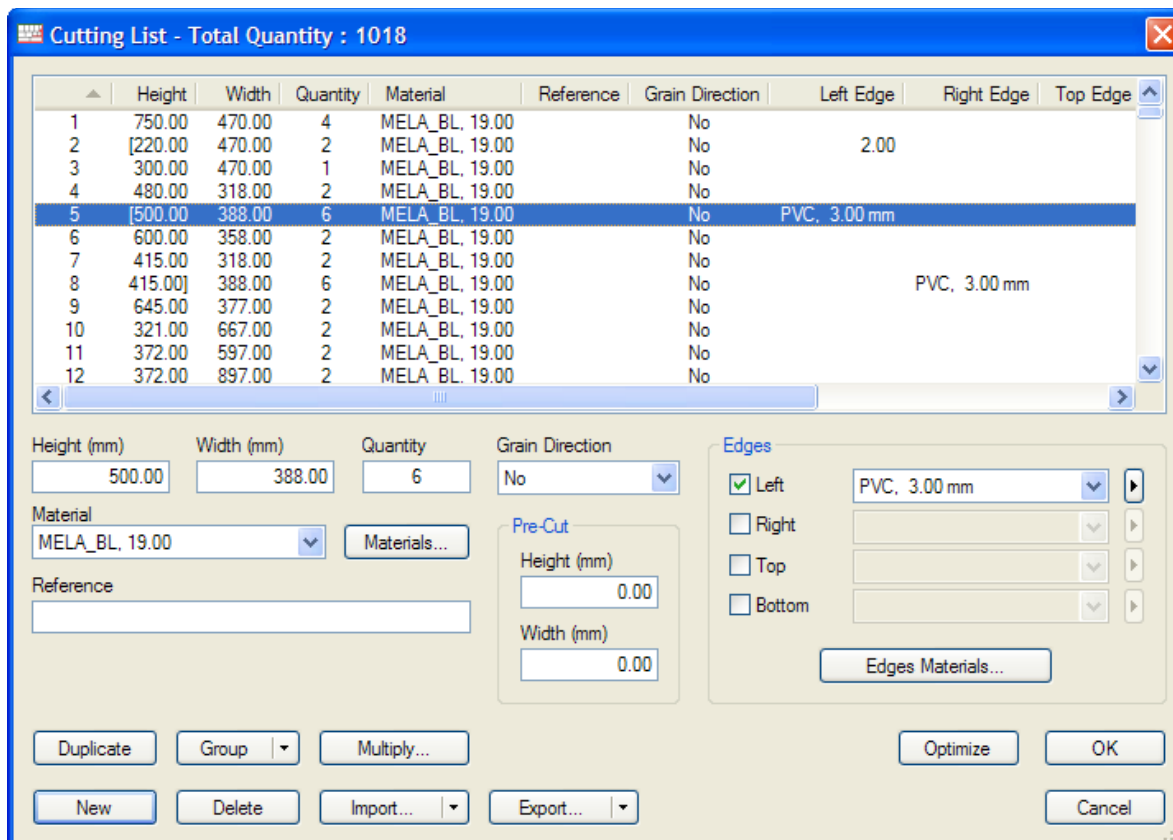 Cutting List - Total Quantity : 1018
Height Width Quantity Material Reference Grain Direction Left Edge Right Edge Top Edge
1 750.00 470.00 4 MELA_BL, 19.00 No
2 [220.00 470.00 2 MELA_BL, 19.00 No 2.00
3 300.00 470.00 1 MELA_BL, 19.00 No
4 480.00 318.00 2 MELA_BL, 19.00 No
5 [500.00 388.00 6 MELA_BL, 19.00 No PVC, 3.00 mm
6 600.00 358.00 2 MELA_BL, 19.00 No
7 415.00 318.00 2 MELA_BL, 19.00 No
8 415.00] 388.00 6 MELA_BL, 19.00 No PVC, 3.00 mm
9 645.00 377.00 2 MELA_BL, 19.00 No
10 321.00 667.00 2 MELA_BL, 19.00 No
11 372.00 597.00 2 MELA_BL, 19.00 No
12 372.00 897.00 2 MELA_BL, 19.00 No
Height (mm) Width (mm) Quantity Grain Direction Edges
500.00 388.00 6 No Left PVC, 3.00 mm
Material Pre-Cut Right
MELA_BL, 19.00 Materials... Height (mm) Top
Reference 0.00 Bottom
Width (mm)
0.00 Edges Materials...
Duplicate Group Multiply... Optimize OK
New Delete Import... Export... Cancel